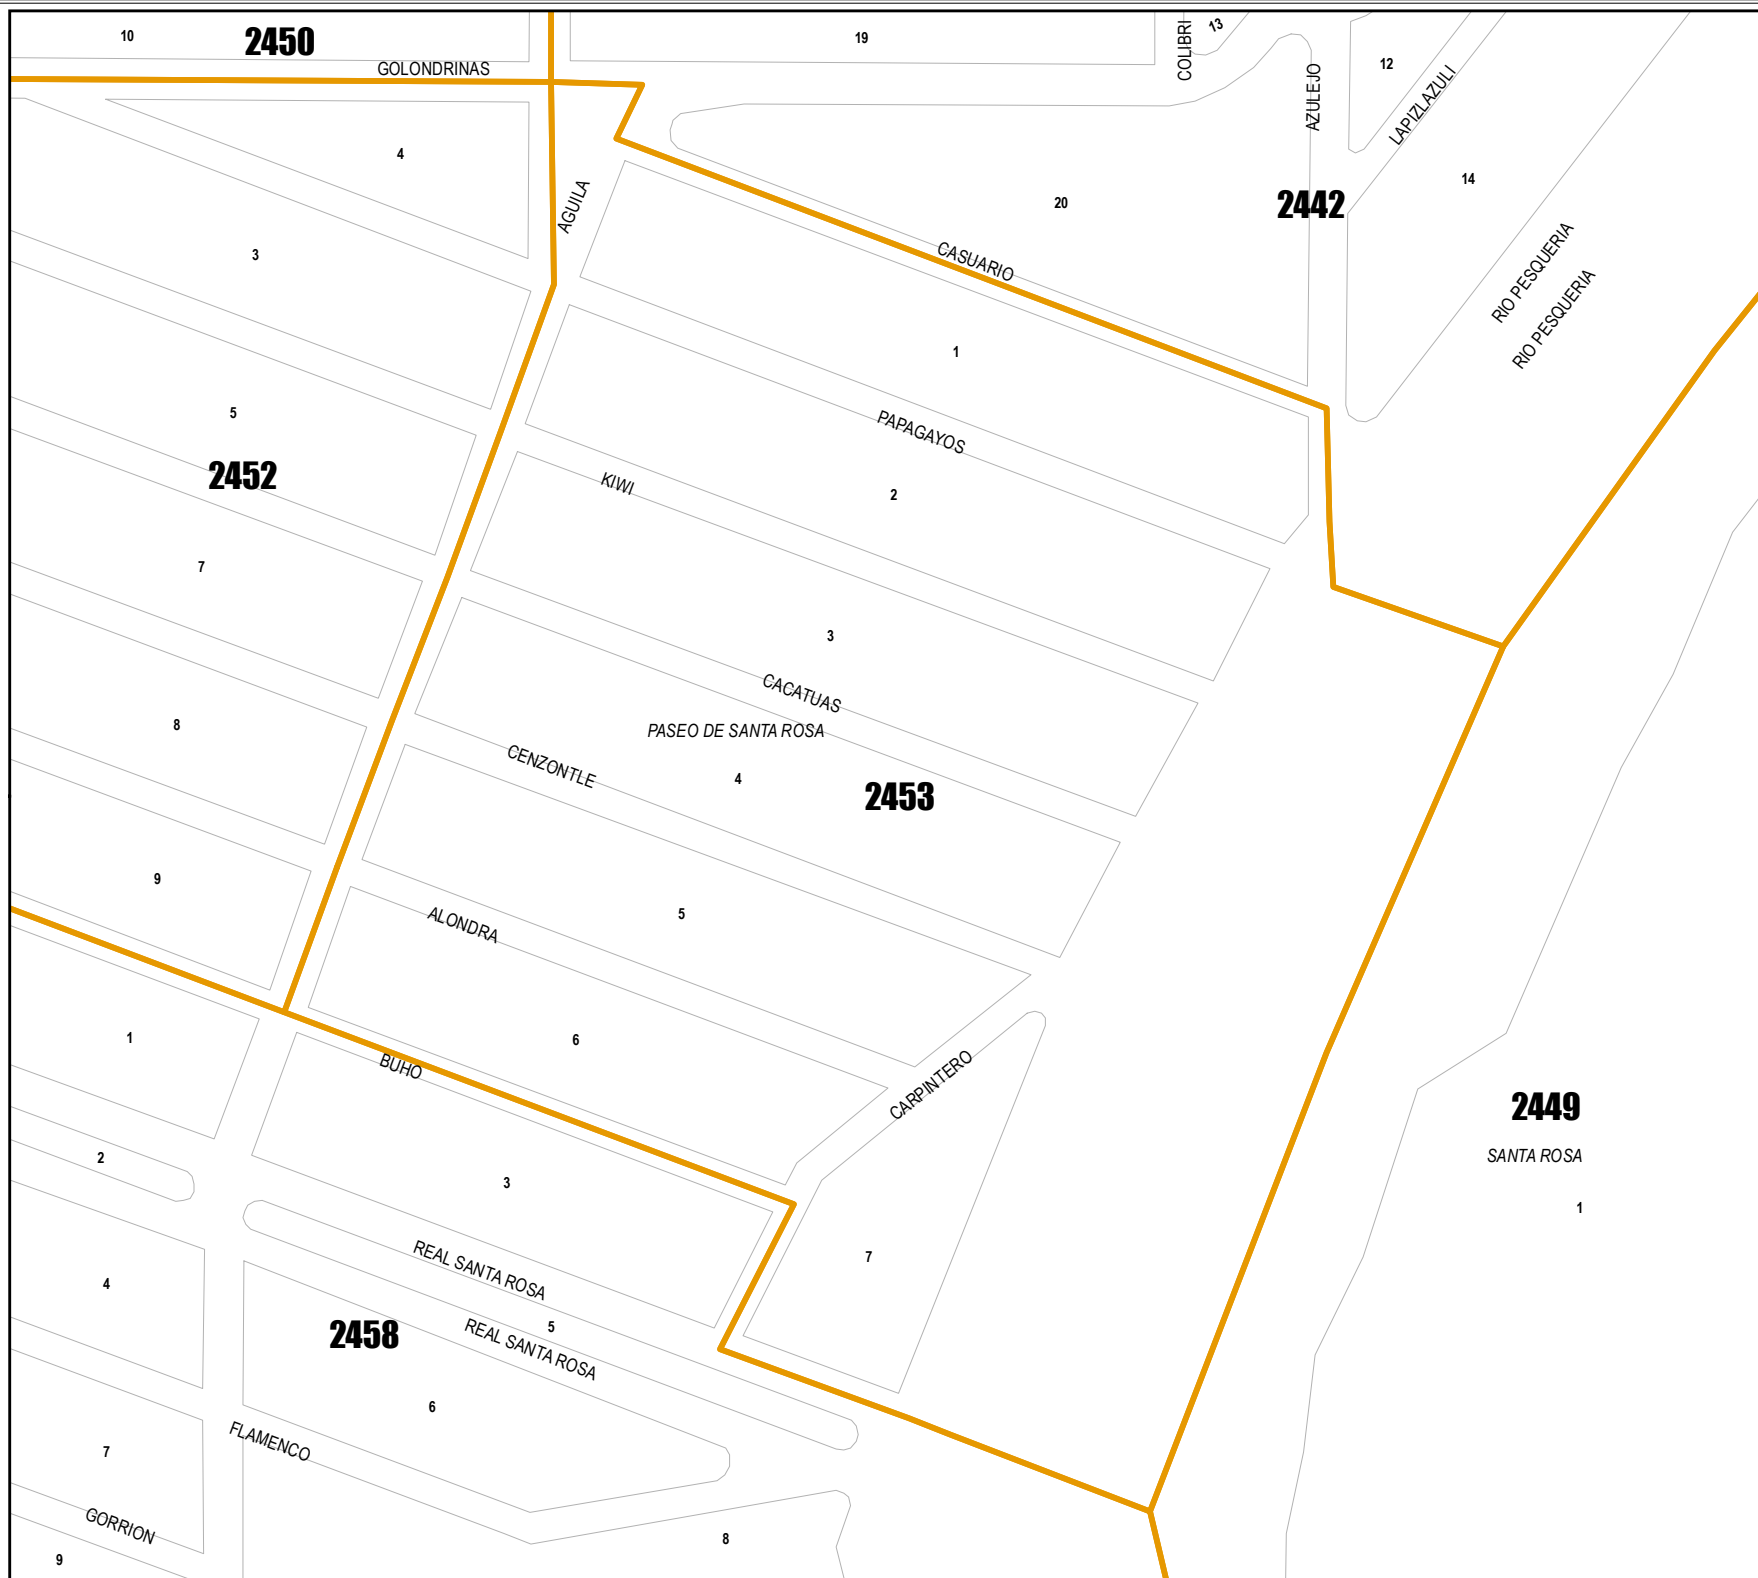 10
2450
19
COLIBRI
13
GOLONDRINAS
12
AZULEJO
LAPIZLAZULI
4
14
AGUILA
20
2442
3
CASUARIO
RIO PESQUERIA
RIO PESQUERIA
1
5
PAPAGAYOS
2452
KIWI
2
7
3
CACATUAS
8
PASEO DE SANTA ROSA
CENZONTLE
4
2453
9
5
ALONDRA
1
6
BUHO
CARPINTERO
2449
2
SANTA ROSA
3
1
REAL SANTA ROSA
7
4
5
2458
REAL SANTA ROSA
6
FLAMENCO
7
GORRION
8
9